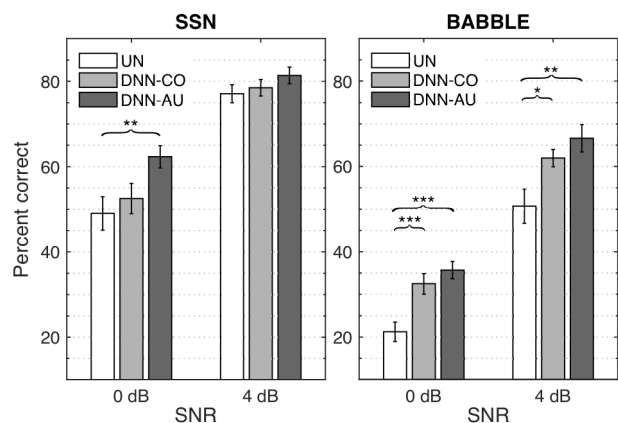 SSN
BABBLE
UN
DNN-CO
DNN-AU
UN
DNN-CO
DNN-AU
80
60
40
20
80
60
40
20
Percent correct
**
***
***
*
**
0 dB
4 dB
0 dB
4 dB
SNR
SNR